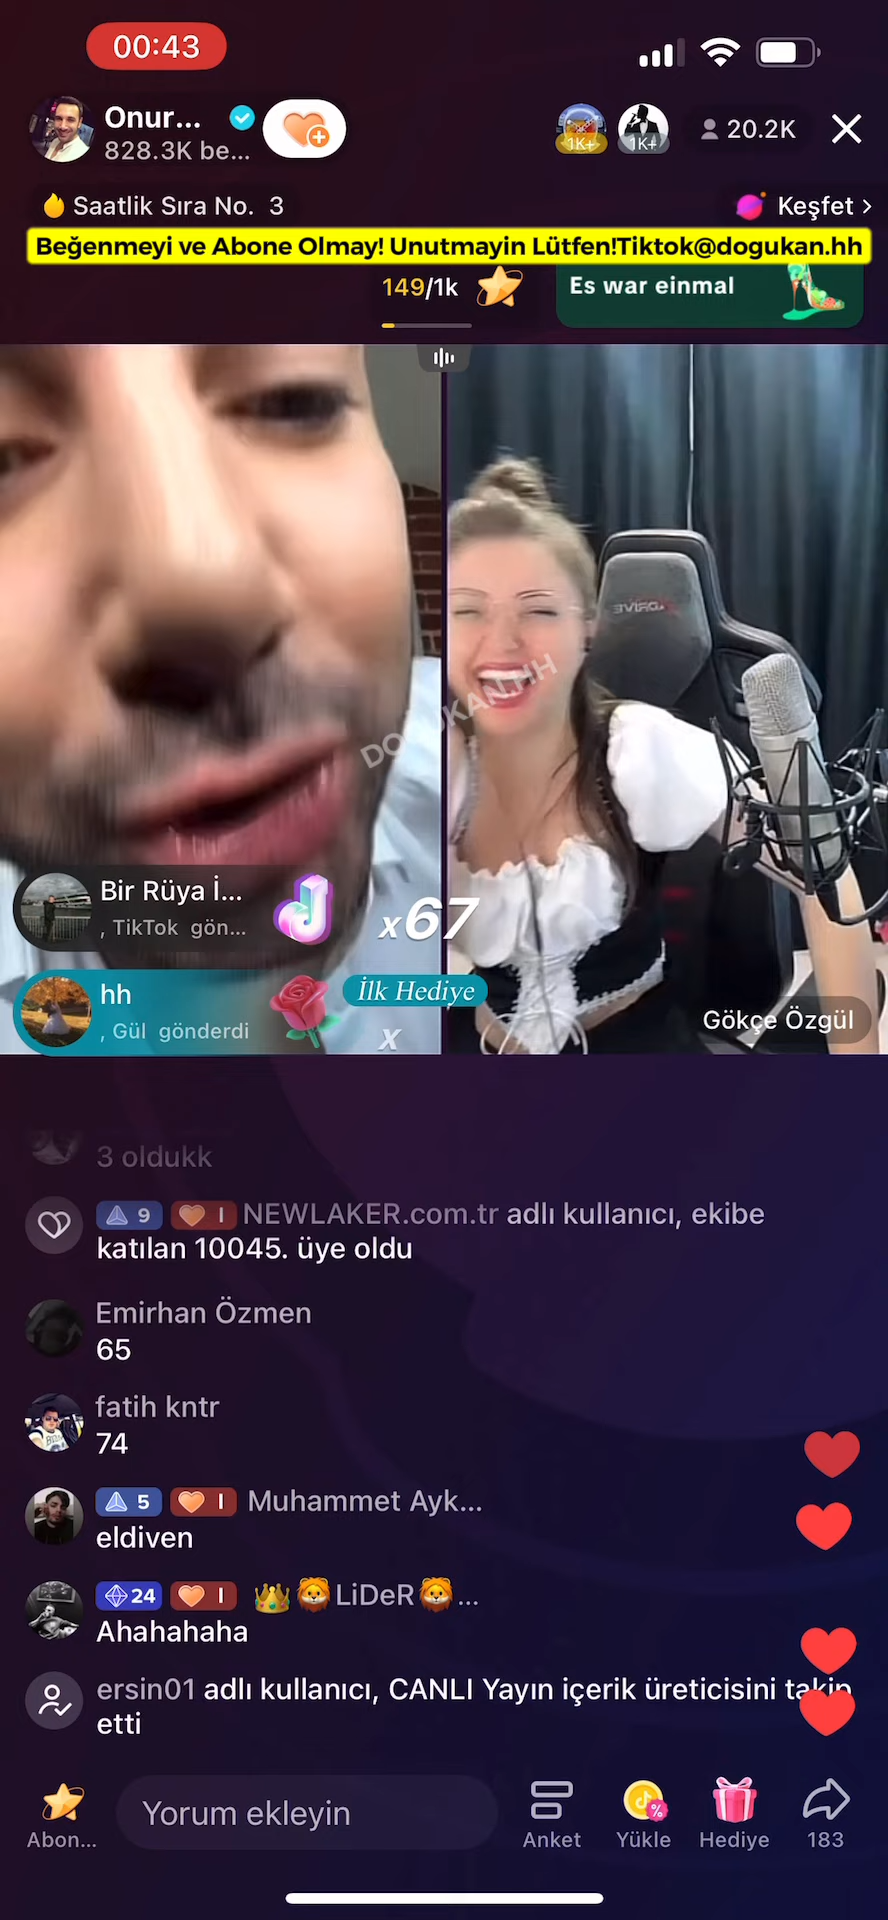 00:43
Onur...
828.3K be...
1K+
1K+
20.2K
Saatlik Sıra No. 3
Keşfet
Beğenmeyi ve Abone Olmay! Unutmayin Lütfen!Tiktok@dogukan.hh
149/1k
Es war einmal
DOGUKAN.HH
Bir Rüya İ...
, TikTok gön...
x67
hh
, Gül gönderdi
İlk Hediye
x
Gökçe Özgül
3 oldukk
9 I NEWLAKER.com.tr adlı kullanıcı, ekibe
katılan 10045. üye oldu
Emirhan Özmen
65
fatih kntr
74
5 I Muhammet Ayk...
eldiven
24 I 👑🦁LiDeR🦁...
Ahahahaha
ersin01 adlı kullanıcı, CANLI Yayın içerik üreticisini takip
etti
Abon...
Yorum ekleyin
Anket
Yükle
Hediye
183